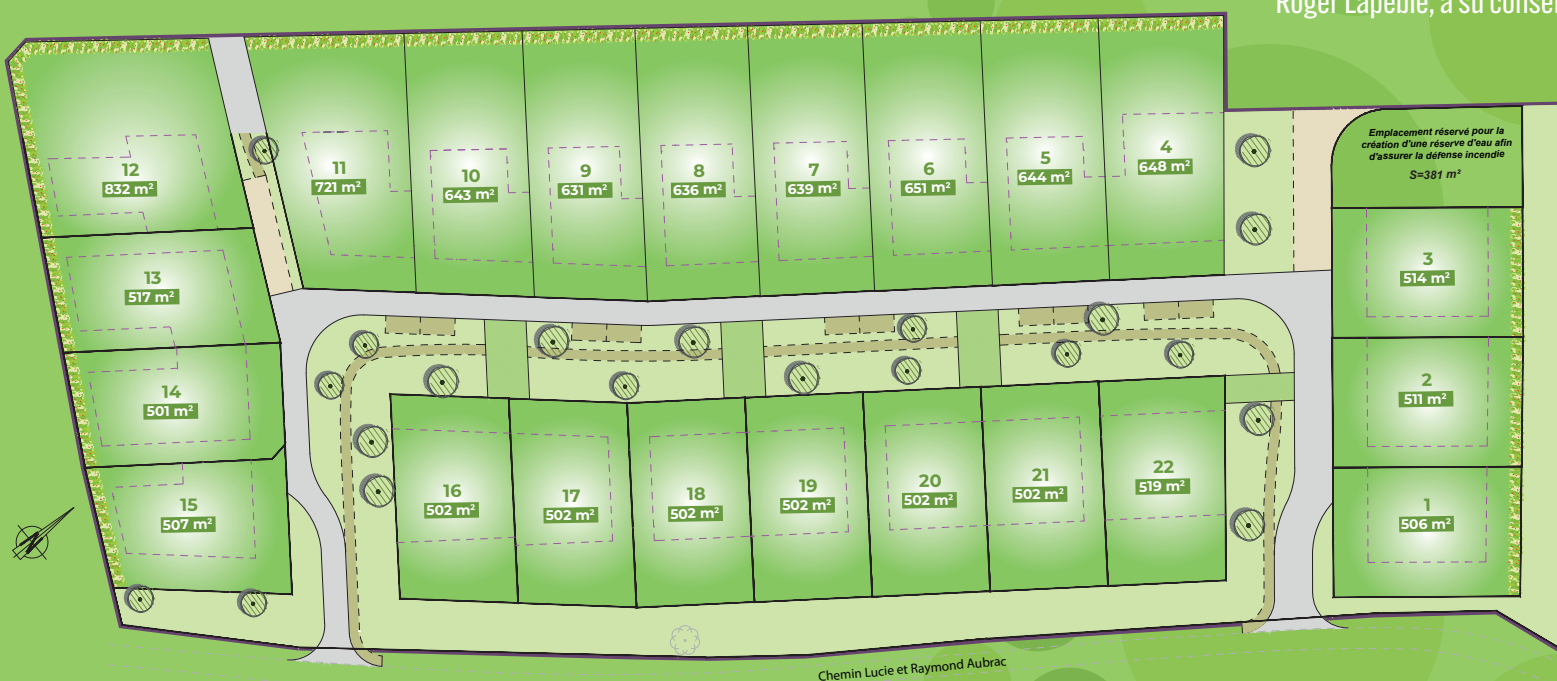 Roger Lapébie, a su conser
Emplacement réservé pour la
création d'une réserve d'eau afin
d'assurer la défense incendie
S=381 m²
12
832 m²
11
721 m²
10
643 m²
9
631 m²
8
636 m²
7
639 m²
6
651 m²
5
644 m²
4
648 m²
13
517 m²
3
514 m²
14
501 m²
2
511 m²
15
507 m²
16
502 m²
17
502 m²
18
502 m²
19
502 m²
20
502 m²
21
502 m²
22
519 m²
1
506 m²
Chemin Lucie et Raymond Aubrac